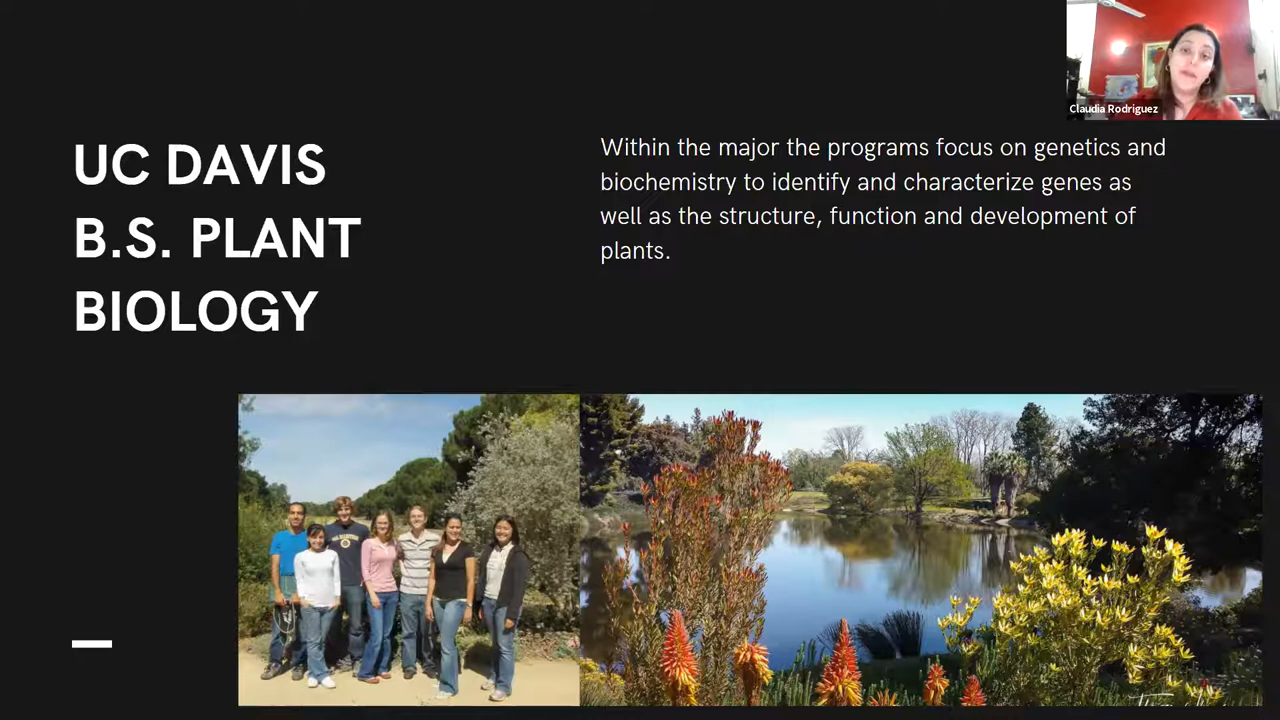 Claudia Rodriguez
UC DAVIS
B.S. PLANT
BIOLOGY
Within the major the programs focus on genetics and
biochemistry to identify and characterize genes as
well as the structure, function and development of
plants.